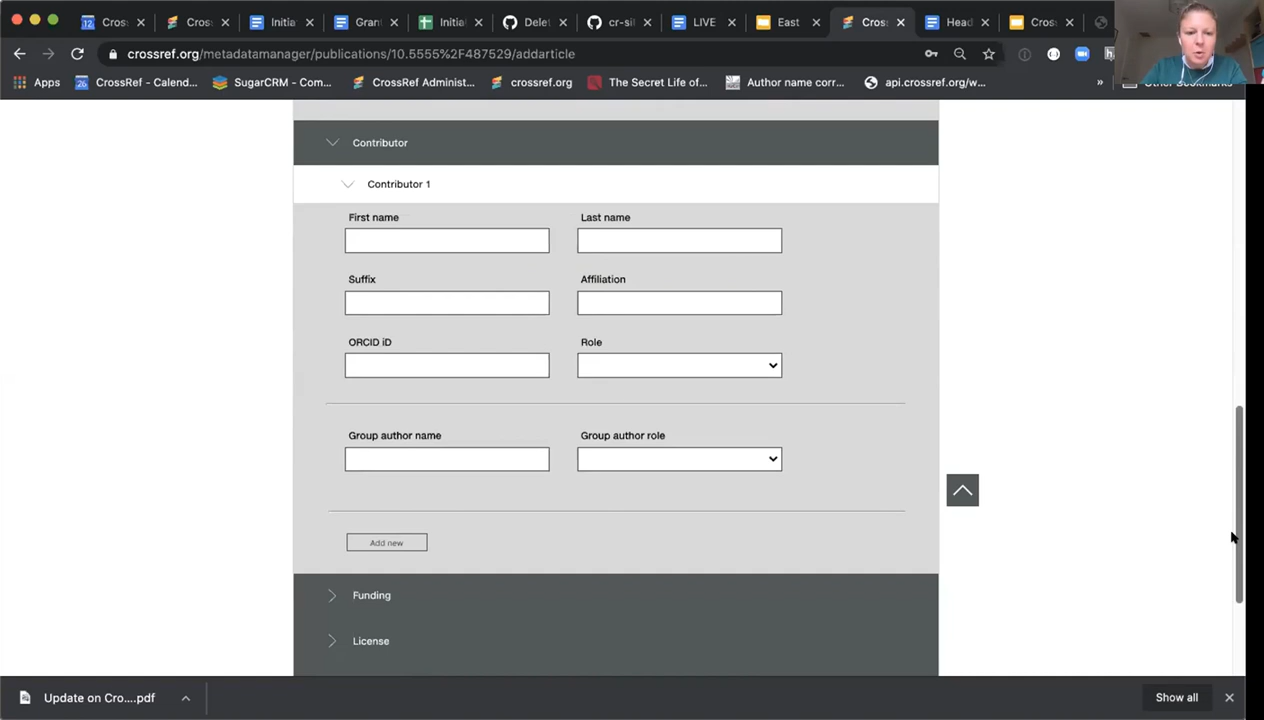 Cross
Cros
Initia
Gran
Initia
Delet
cr-sil
LIVE
East
Cros
Head
Cros
crossref.org/metadatamanager/publications/10.5555%2F487529/addarticle
Apps
CrossRef - Calend...
SugarCRM - Com...
CrossRef Administ...
crossref.org
The Secret Life of...
Author name corr...
api.crossref.org/w...
»
Other Bookmarks
Contributor
Contributor 1
First name
Last name
Suffix
Affiliation
ORCID iD
Role
Group author name
Group author role
Add new
Funding
License
Update on Cro....pdf
Show all